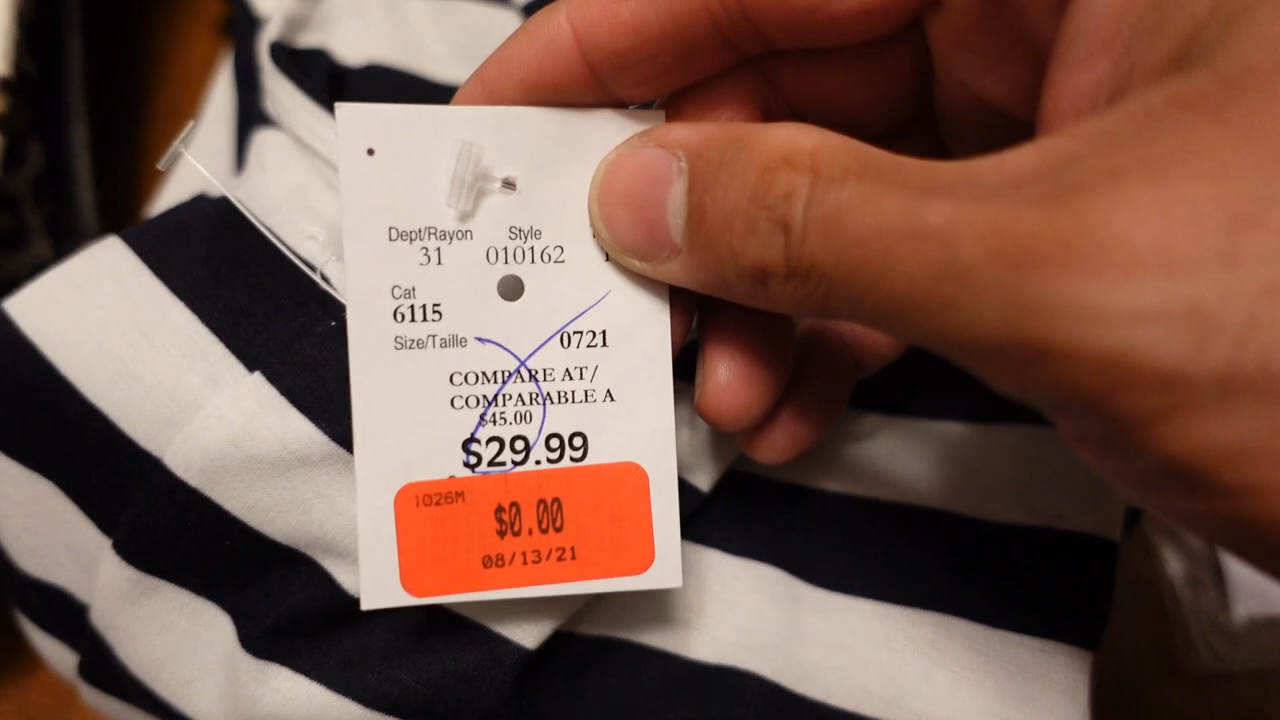 Dept/Rayon Style
31 010162
Cat
6115
Size/Taille 0721
COMPARE AT/
COMPARABLE A
$45.00
$29.99
1026M
$0.00
08/13/21